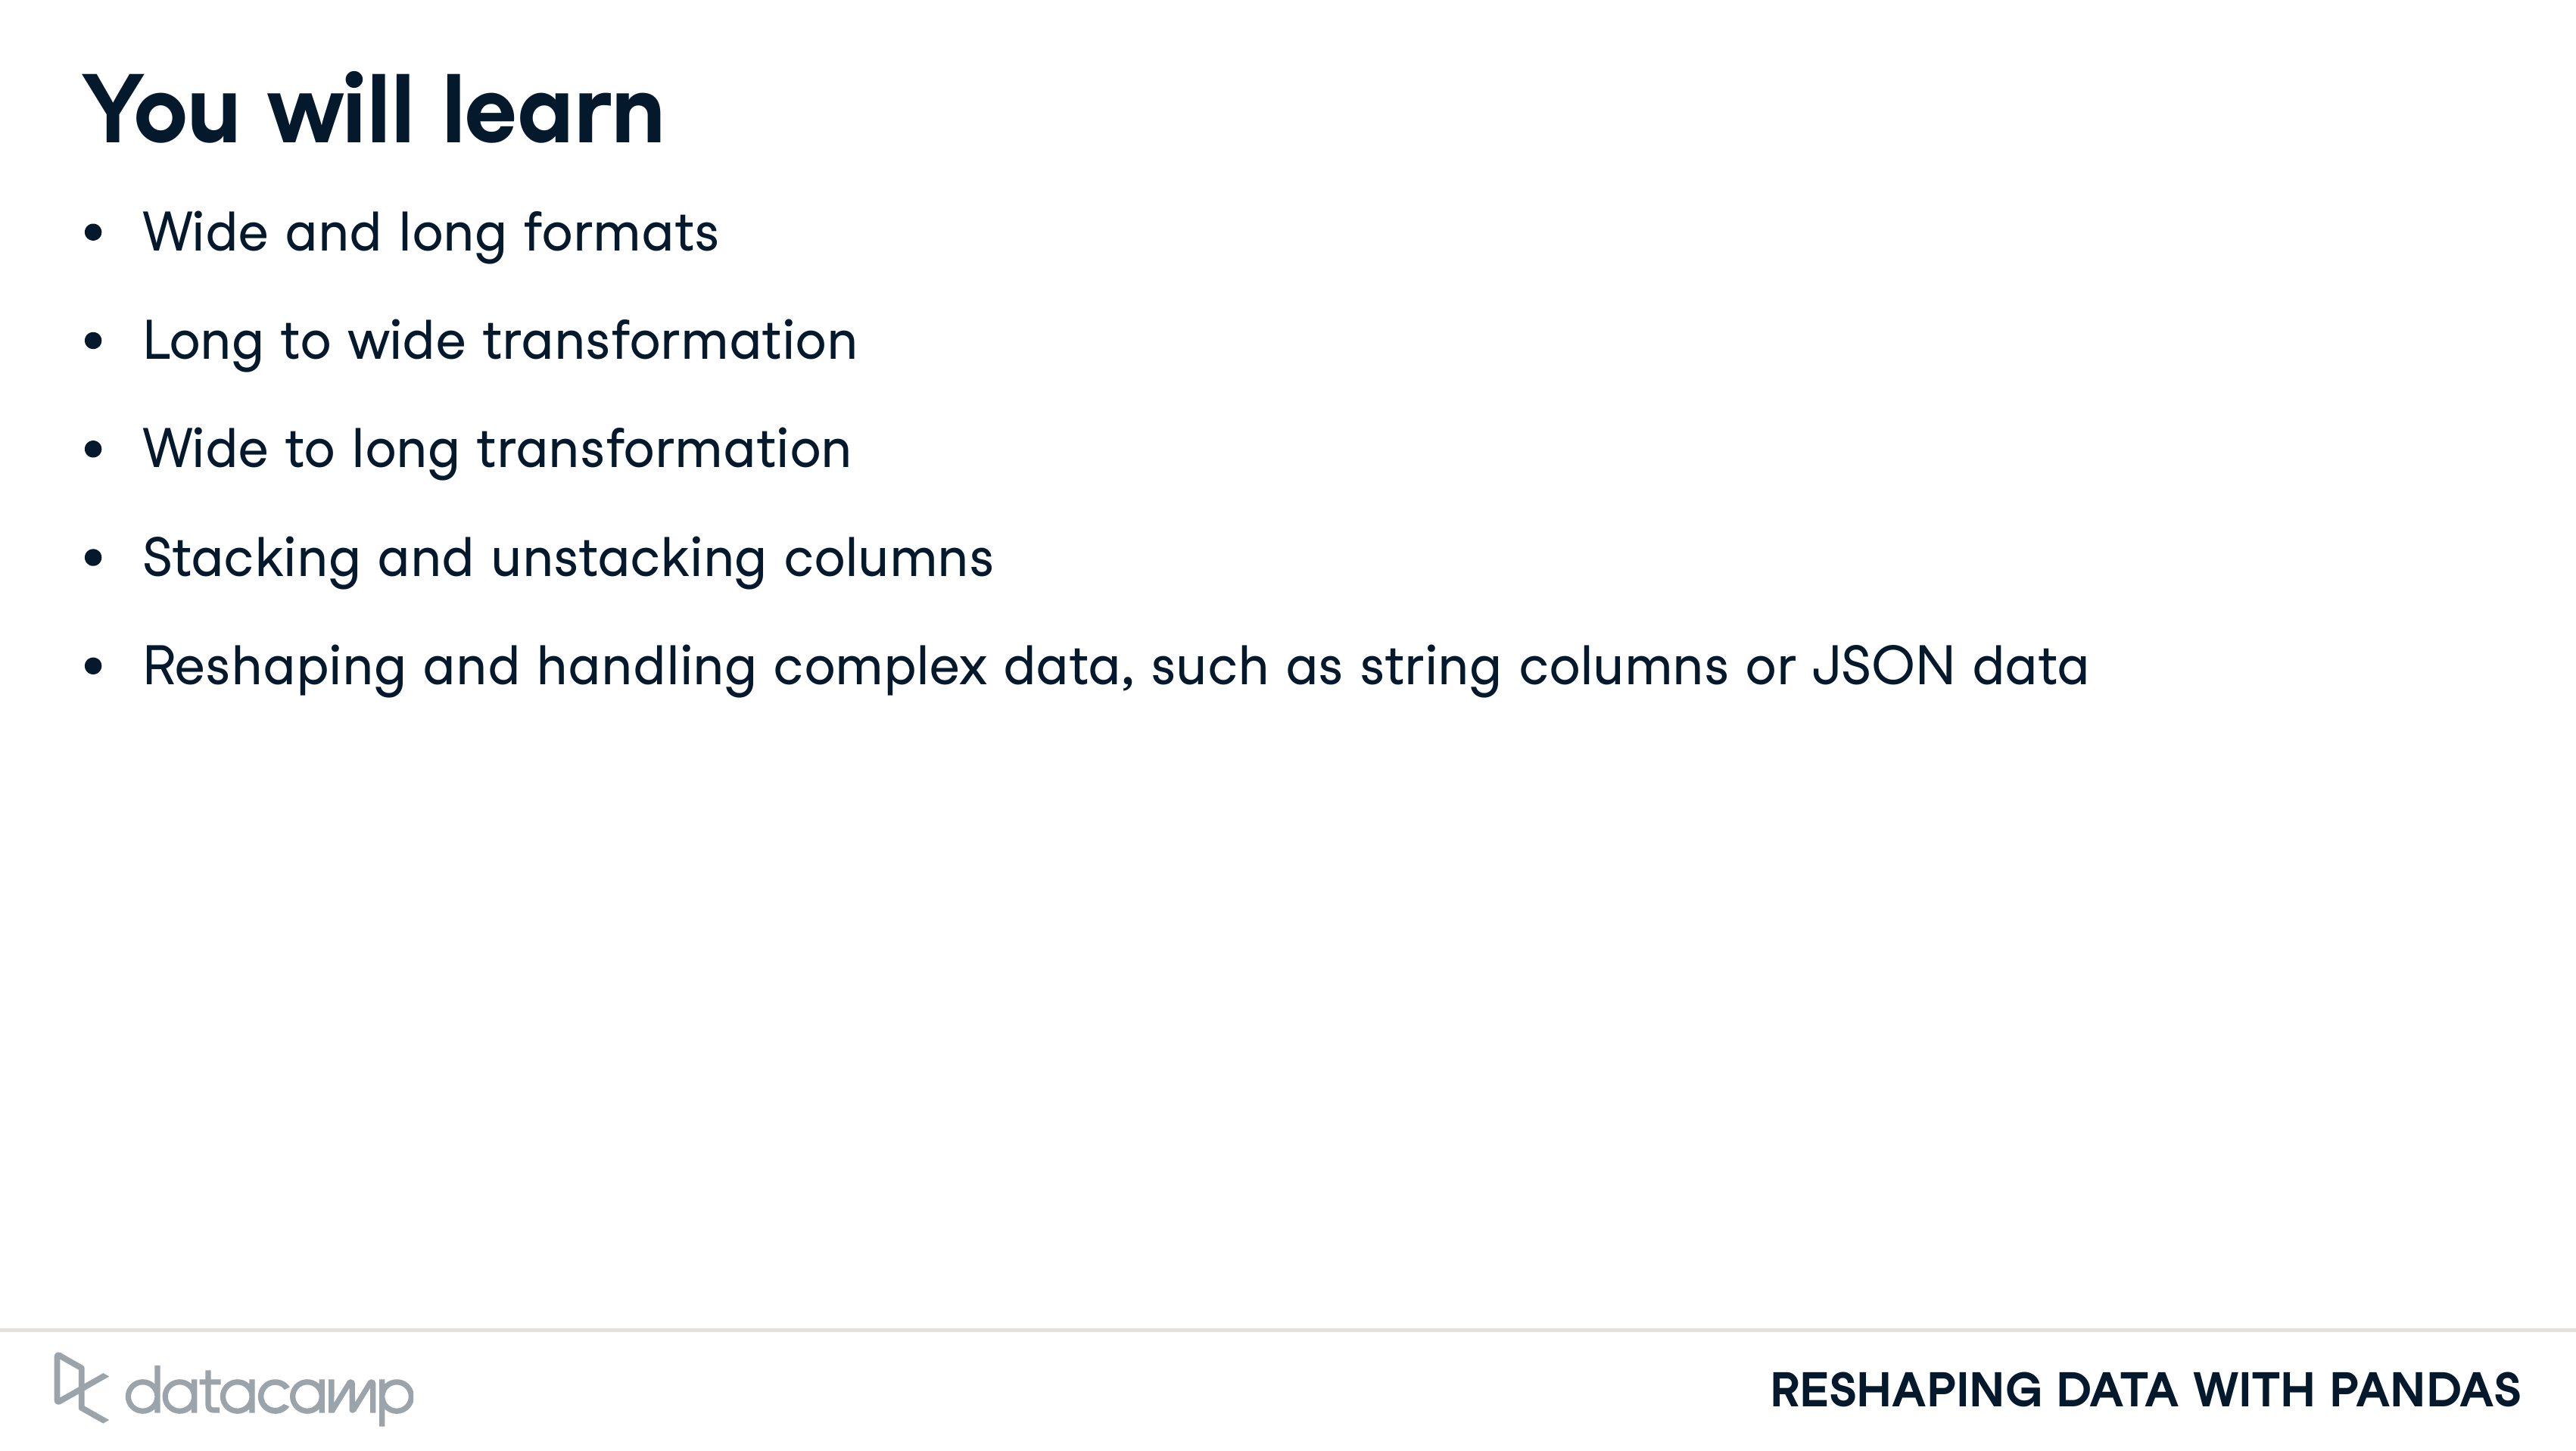 You will learn
• Wide and long formats
• Long to wide transformation
• Wide to long transformation
• Stacking and unstacking columns
• Reshaping and handling complex data, such as string columns or JSON data
datacamp
RESHAPING DATA WITH PANDAS